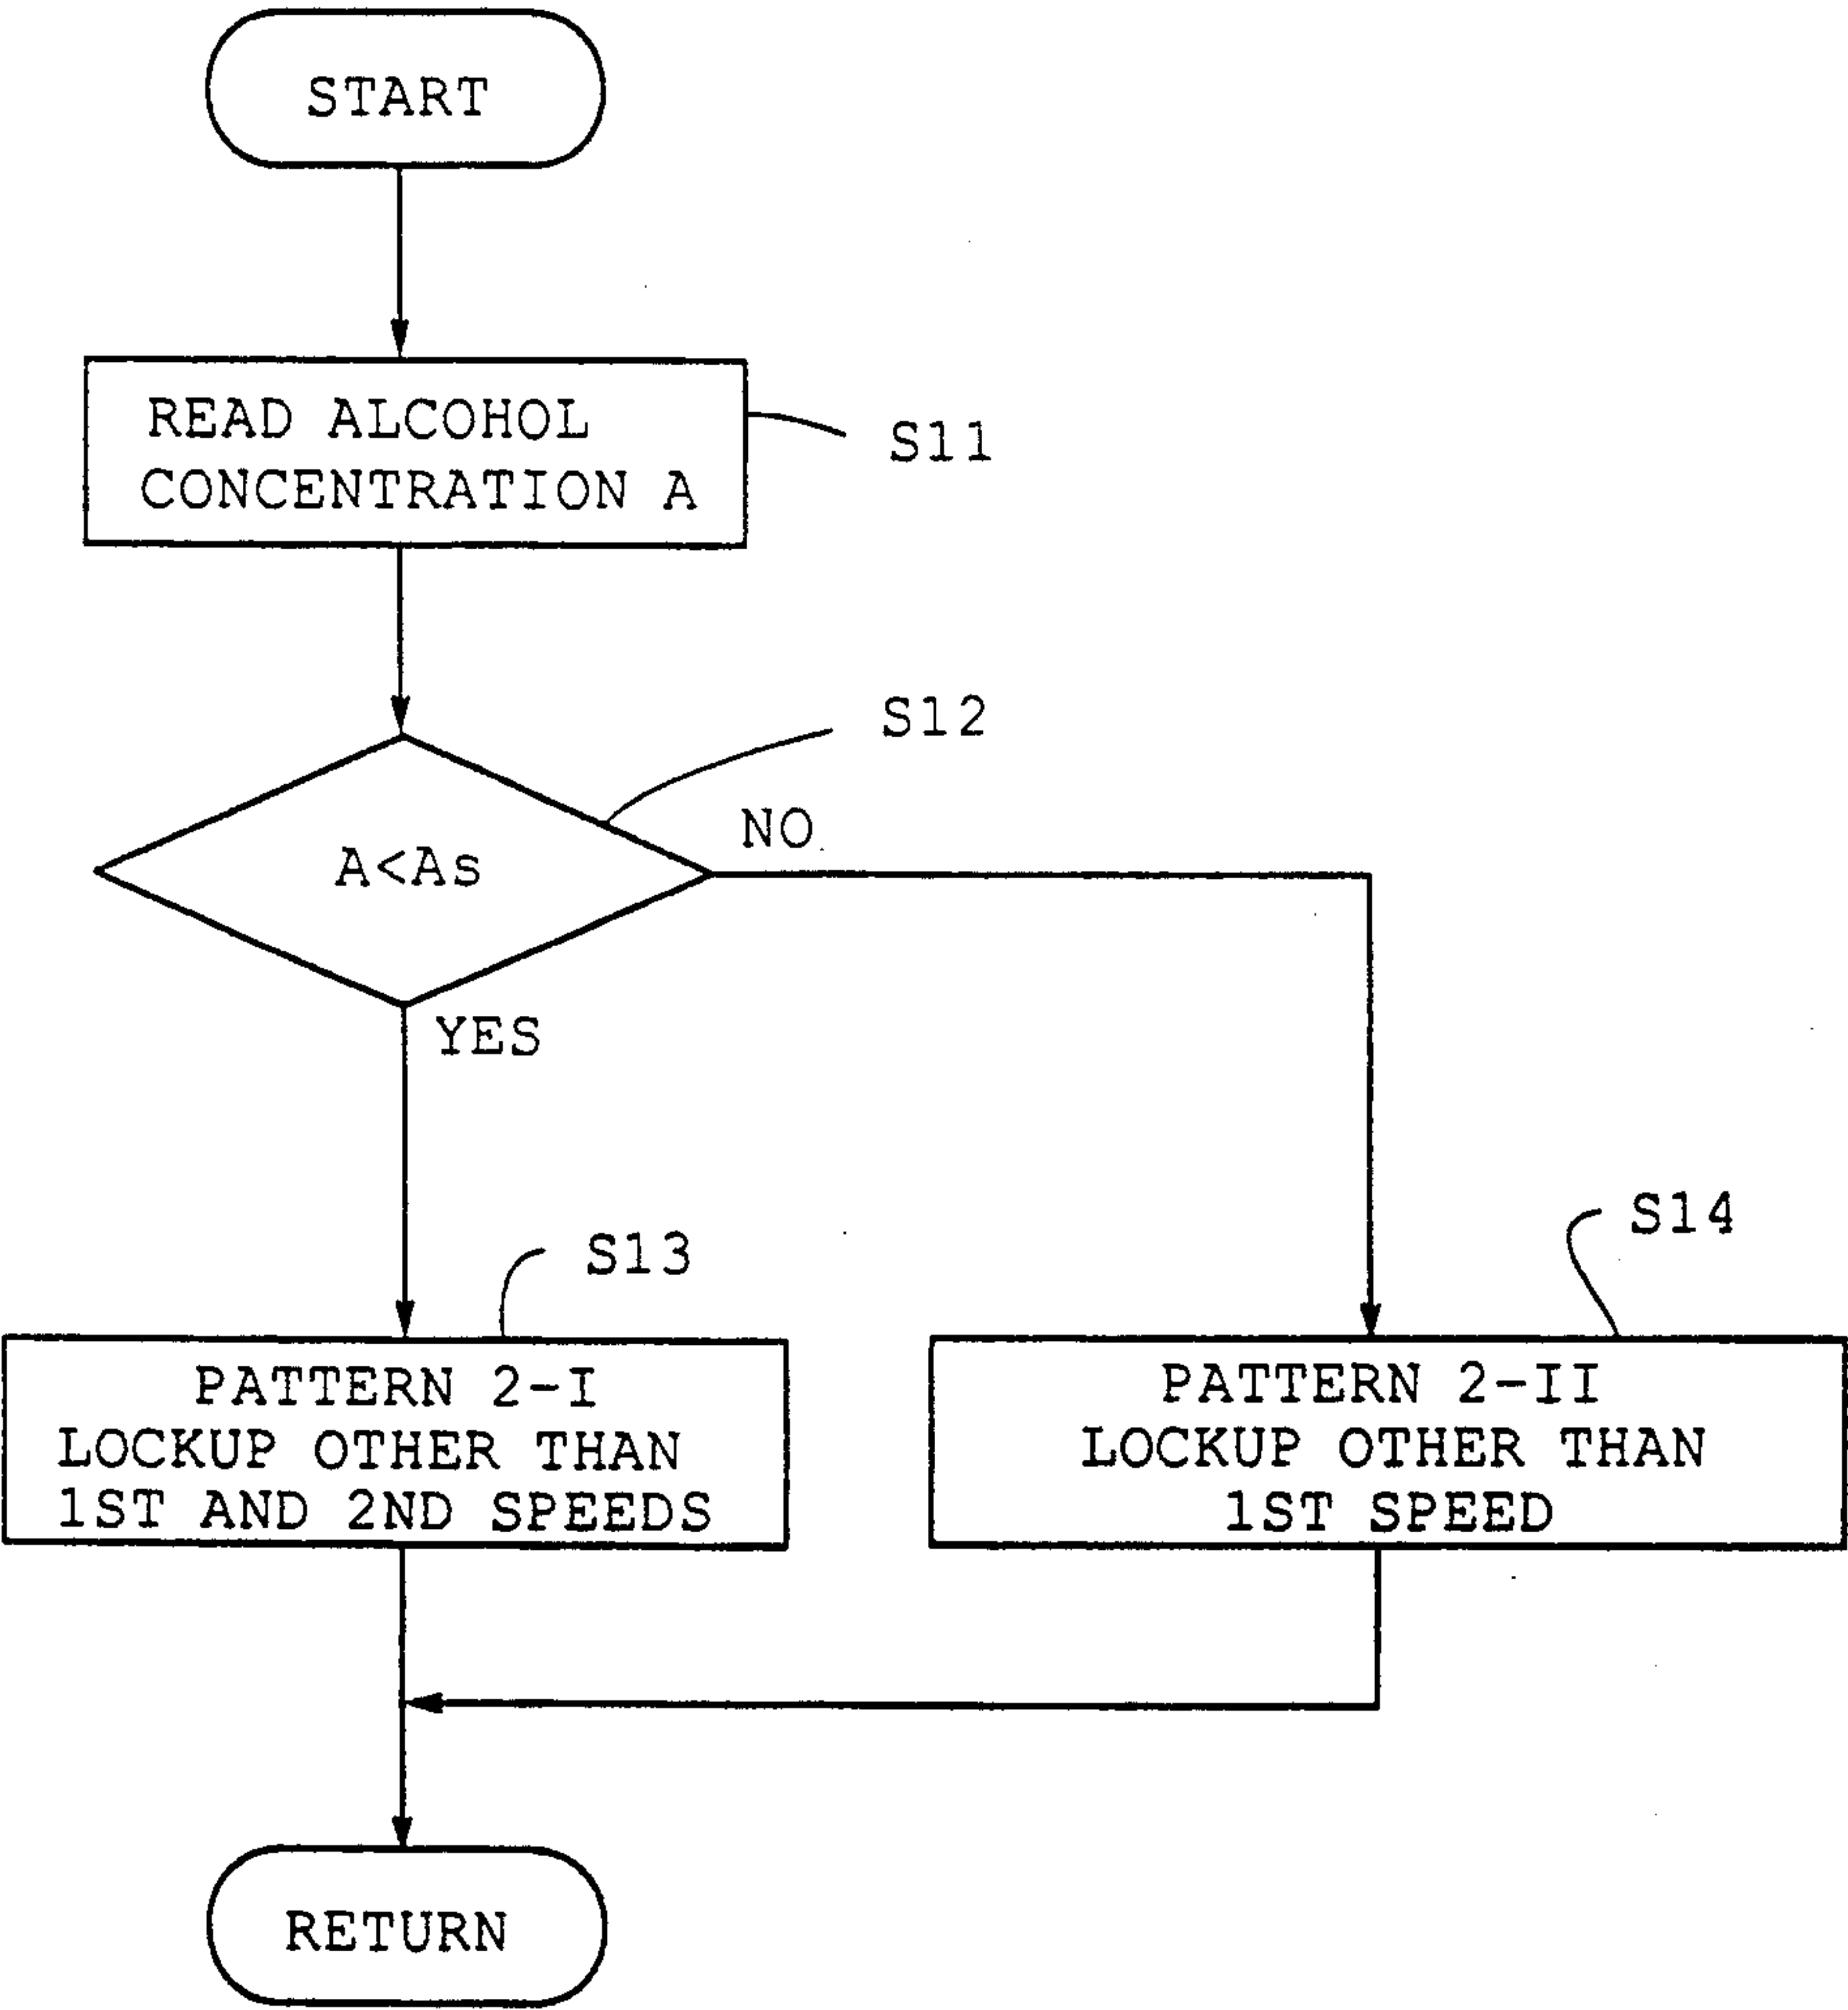 START
READ ALCOHOL
CONCENTRATION A
S11
S12
A<As
NO
YES
S13
S14
PATTERN 2-I
LOCKUP OTHER THAN
1ST AND 2ND SPEEDS
PATTERN 2-II
LOCKUP OTHER THAN
1ST SPEED
RETURN